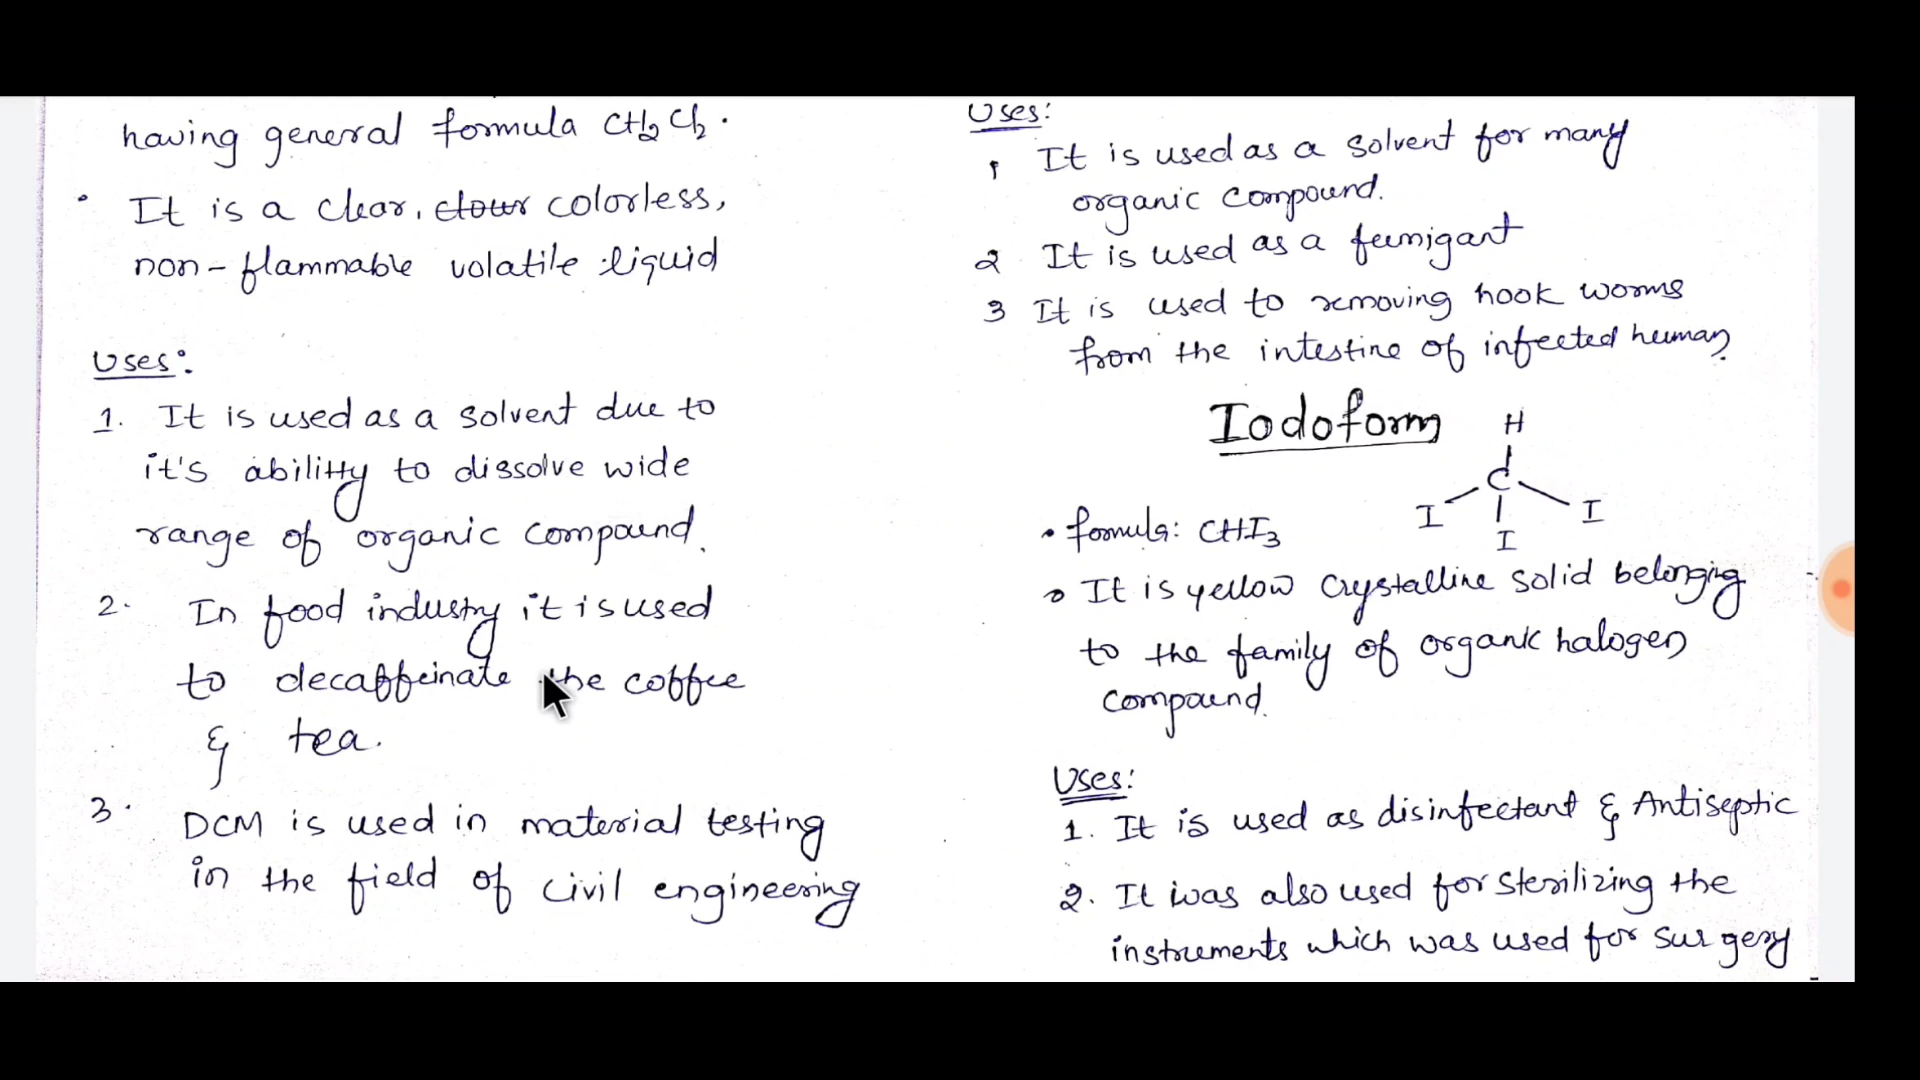 having general formula CH2Cl2.
• It is a clear, clour colorless,
non-flammable volatile liquid
Uses:
1. It is used as a solvent due to
it's ability to dissolve wide
range of organic compound.
2. In food industry it is used
to decaffeinate the coffee
& tea.
3. DCM is used in material testing
in the field of civil engineering
Uses:
1 It is used as a solvent for many
organic compound.
2 It is used as a fumigant
3 It is used to removing hook worms
from the intestine of infected human
Iodoform
H
C
I I
I
• formula: CHI3
• It is yellow crystalline solid belonging
to the family of organic halogen
compound.
Uses:
1. It is used as disinfectant & Antiseptic
2. It was also used for sterilizing the
instruments which was used for surgery